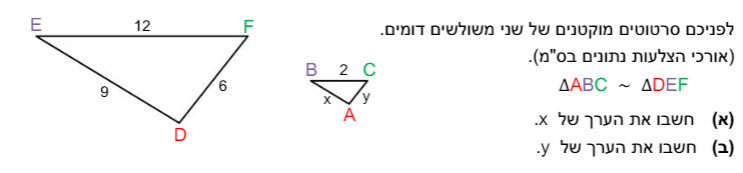 לפניכם סרטוטים מוקטנים של שני משולשים דומים.
(אורכי הצלעות נתונים בס"מ).
ΔABC ~ ΔDEF
(א) חשבו את הערך של x.
(ב) חשבו את הערך של y.
E 12 F
9 6
D
B 2 C
x y
A